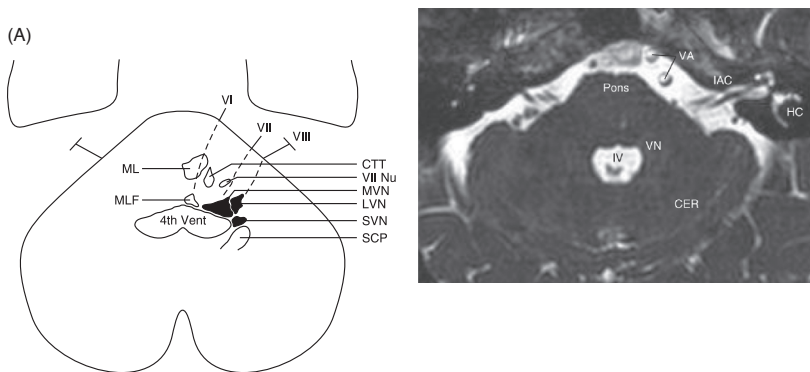 (A)
VI
VII
VIII
ML
CTT
VII Nu
MVN
MLF
LVN
4th Vent
SVN
SCP
VA
IAC
Pons
HC
VN
IV
CER